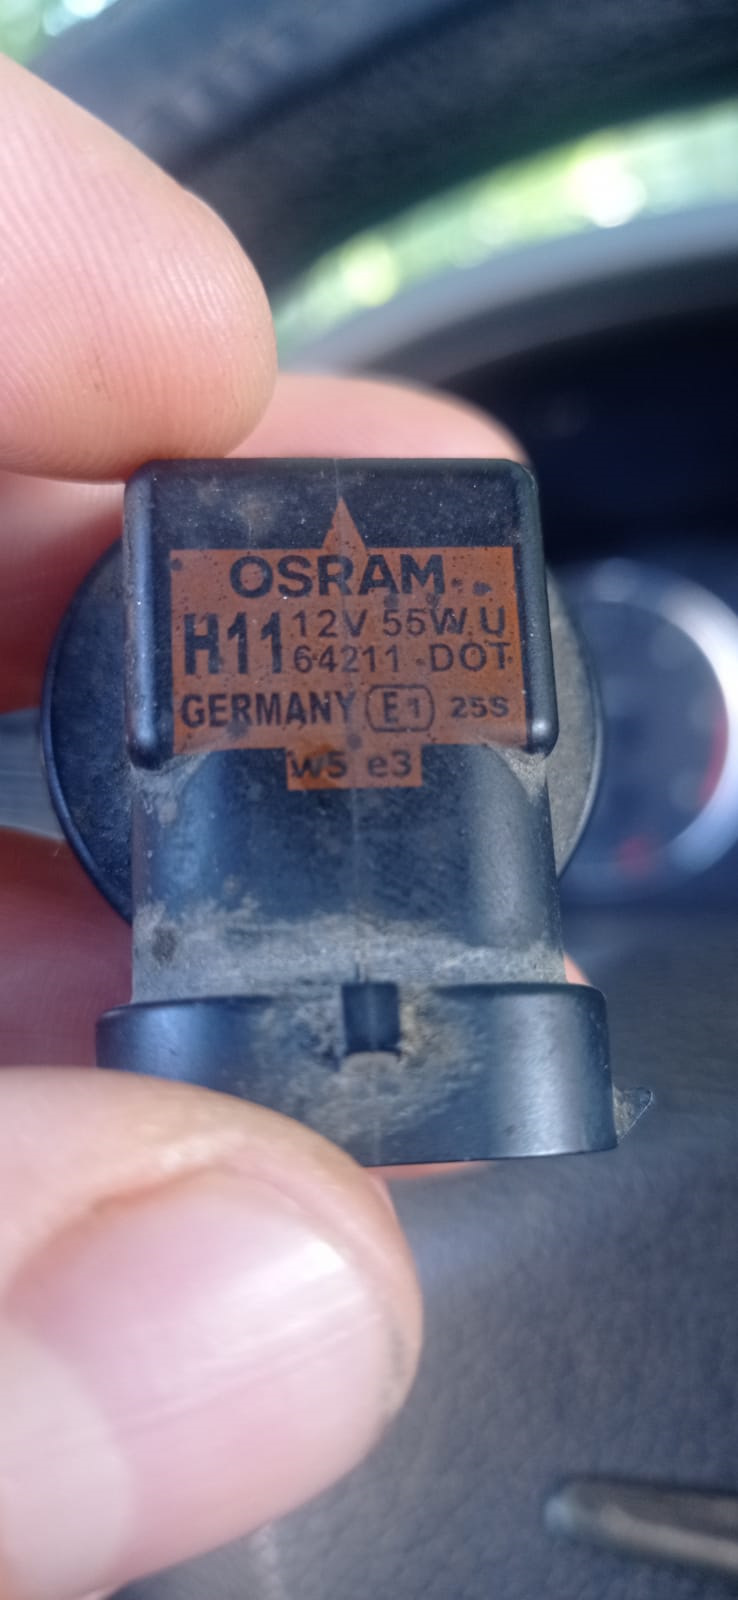 OSRAM
H11 12V 55W U
64211 DOT
GERMANY E1 25S
w5 e3